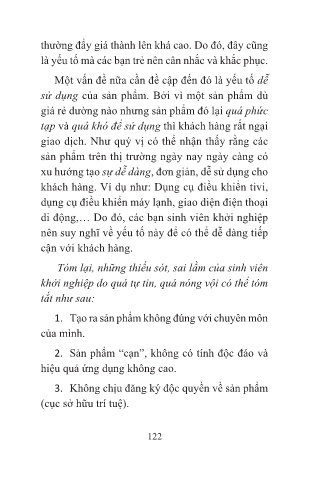 thường đẩy giá thành lên khá cao. Do đó, đây cũng
là yếu tố mà các bạn trẻ nên cân nhắc và khắc phục.
Một vấn đề nữa cần đề cập đến đó là yếu tố dễ
sử dụng của sản phẩm. Bởi vì một sản phẩm dù
giá rẻ dường nào nhưng sản phẩm đó lại quá phức
tạp và quá khó để sử dụng thì khách hàng rất ngại
giao dịch. Như quý vị có thể nhận thấy rằng các
sản phẩm trên thị trường ngày nay ngày càng có
xu hướng tạo sự dễ dàng, đơn giản, dễ sử dụng cho
khách hàng. Ví dụ như: Dụng cụ điều khiển tivi,
dụng cụ điều khiển máy lạnh, giao diện điện thoại
di động,… Do đó, các bạn sinh viên khởi nghiệp
nên suy nghĩ về yếu tố này để có thể dễ dàng tiếp
cận với khách hàng.
Tóm lại, những thiếu sót, sai lầm của sinh viên
khởi nghiệp do quá tự tin, quá nóng vội có thể tóm
tắt như sau:
1. Tạo ra sản phẩm không đúng với chuyên môn
của mình.
2. Sản phẩm “cạn”, không có tính độc đáo và
hiệu quả ứng dụng không cao.
3. Không chịu đăng ký độc quyền về sản phẩm
(cục sở hữu trí tuệ).
122